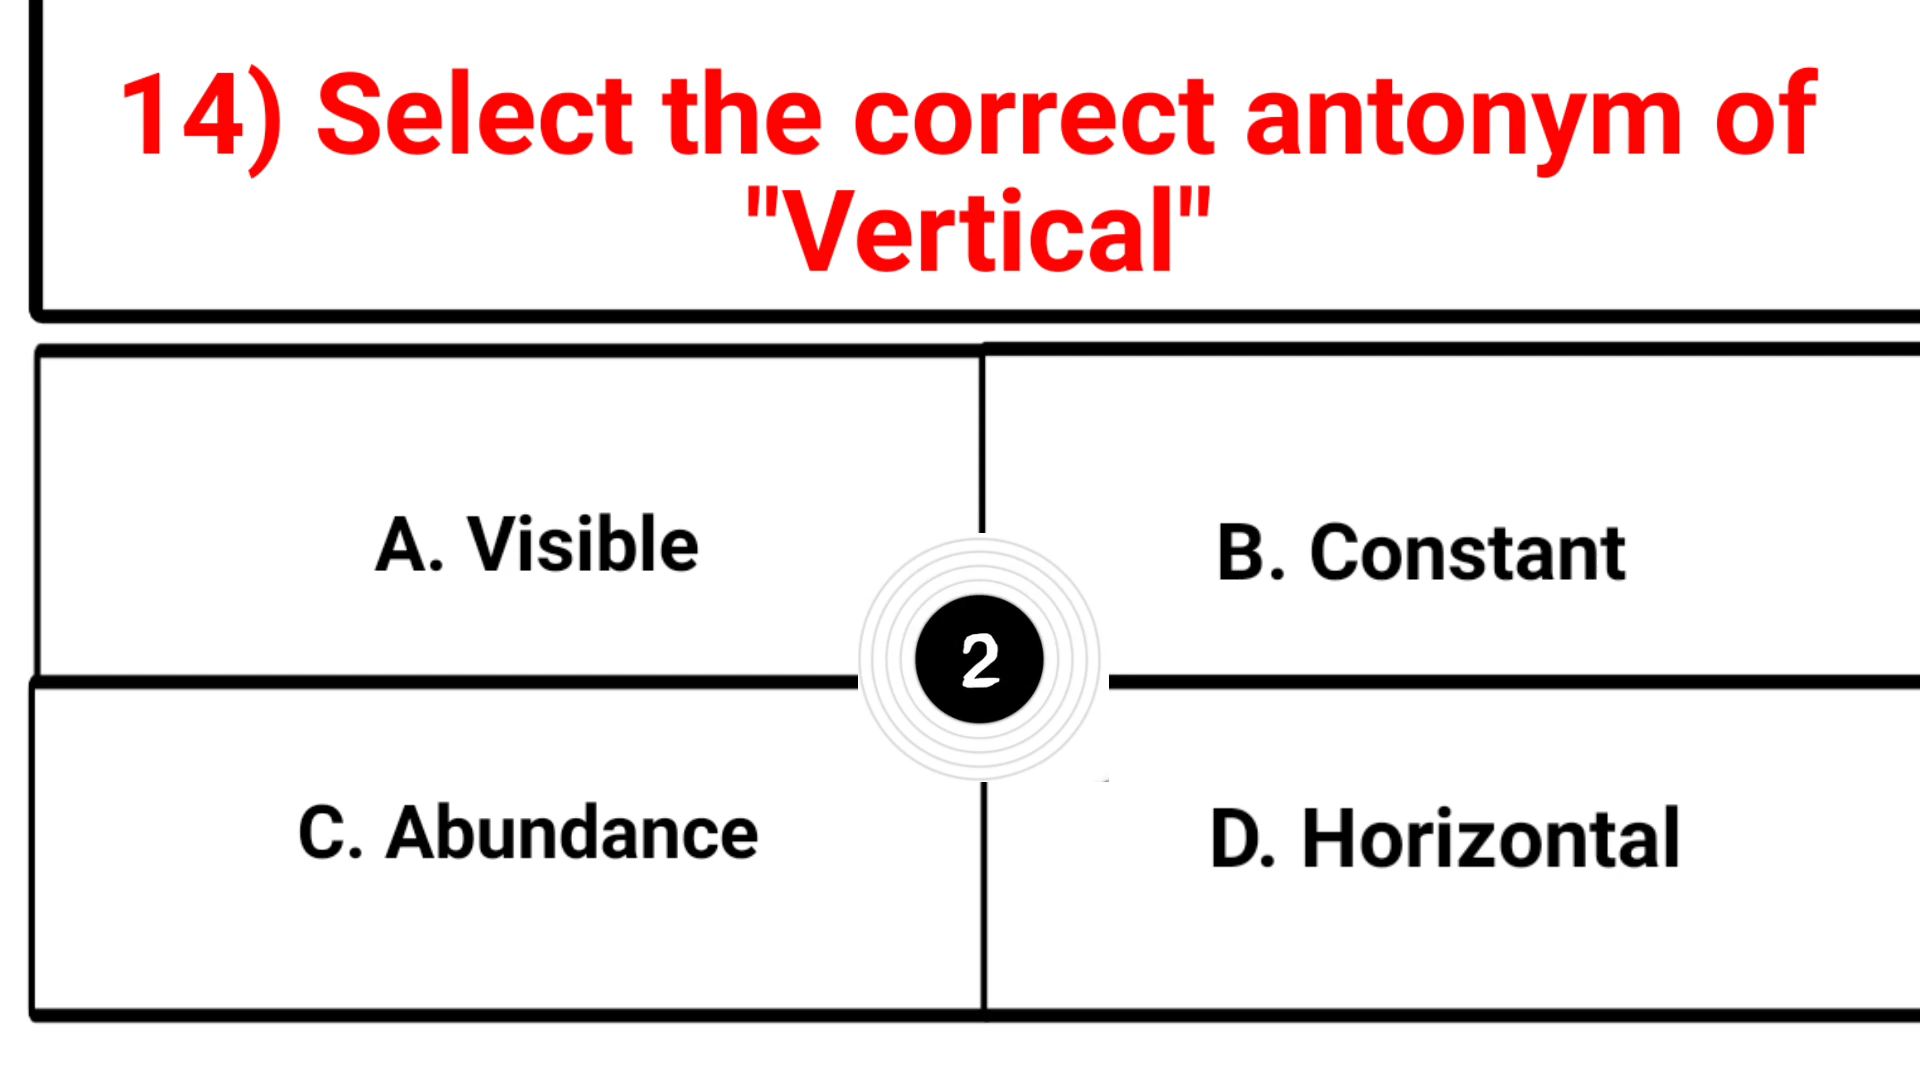 14) Select the correct antonym of
"Vertical"
A. Visible
B. Constant
2
C. Abundance
D. Horizontal